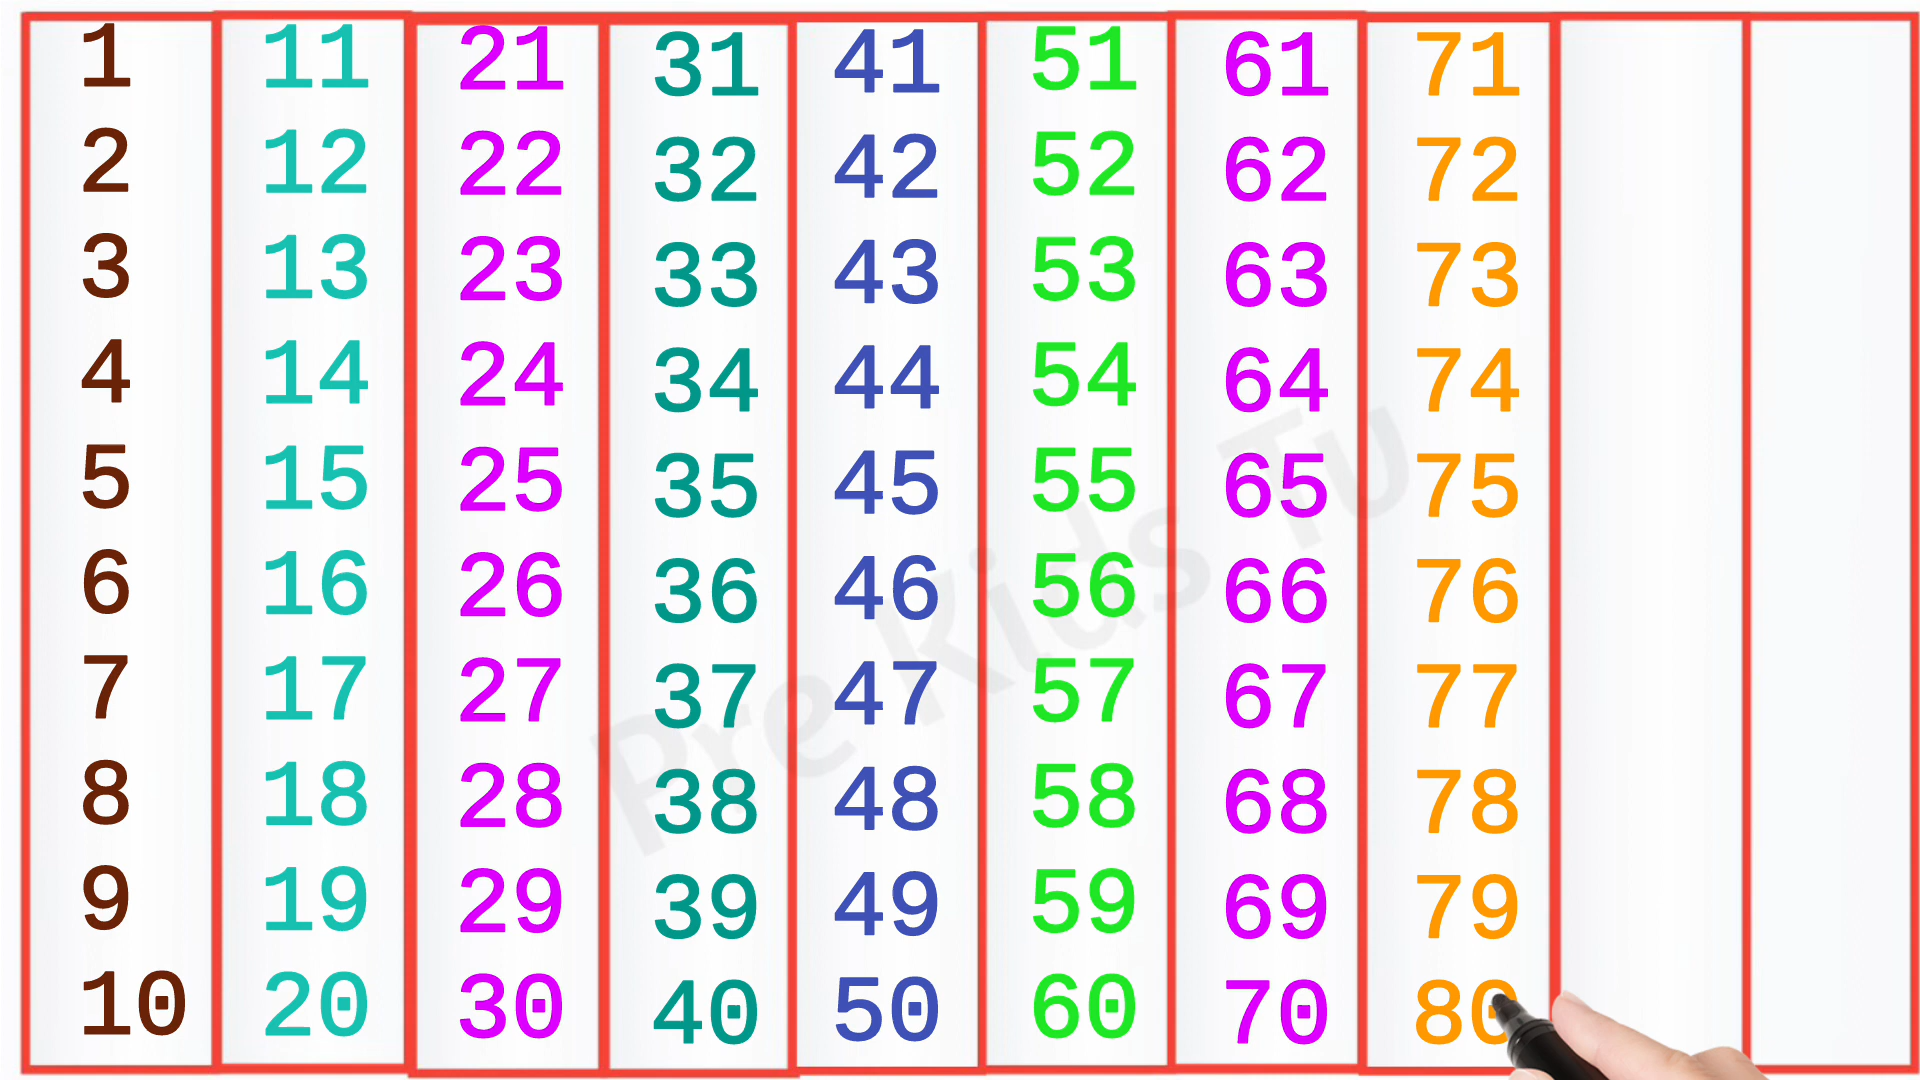 1 11 21 31 41 51 61 71
2 12 22 32 42 52 62 72
3 13 23 33 43 53 63 73
4 14 24 34 44 54 64 74
5 15 25 35 45 55 65 75
6 16 26 36 46 56 66 76
7 17 27 37 47 57 67 77
8 18 28 38 48 58 68 78
9 19 29 39 49 59 69 79
10 20 30 40 50 60 70 80
Pre Kids Tu